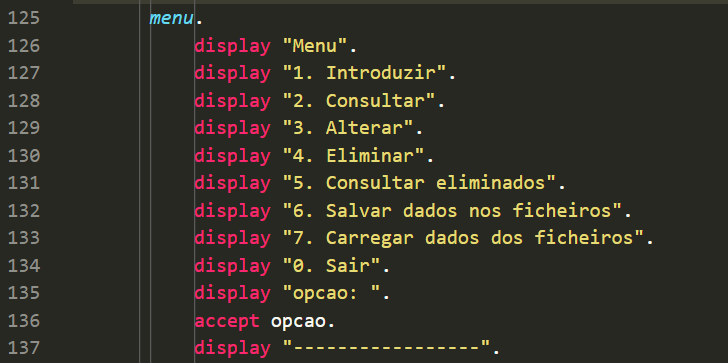 125 menu.
126 display "Menu".
127 display "1. Introduzir".
128 display "2. Consultar".
129 display "3. Alterar".
130 display "4. Eliminar".
131 display "5. Consultar eliminados".
132 display "6. Salvar dados nos ficheiros".
133 display "7. Carregar dados dos ficheiros".
134 display "0. Sair".
135 display "opcao: ".
136 accept opcao.
137 display "-----------------".